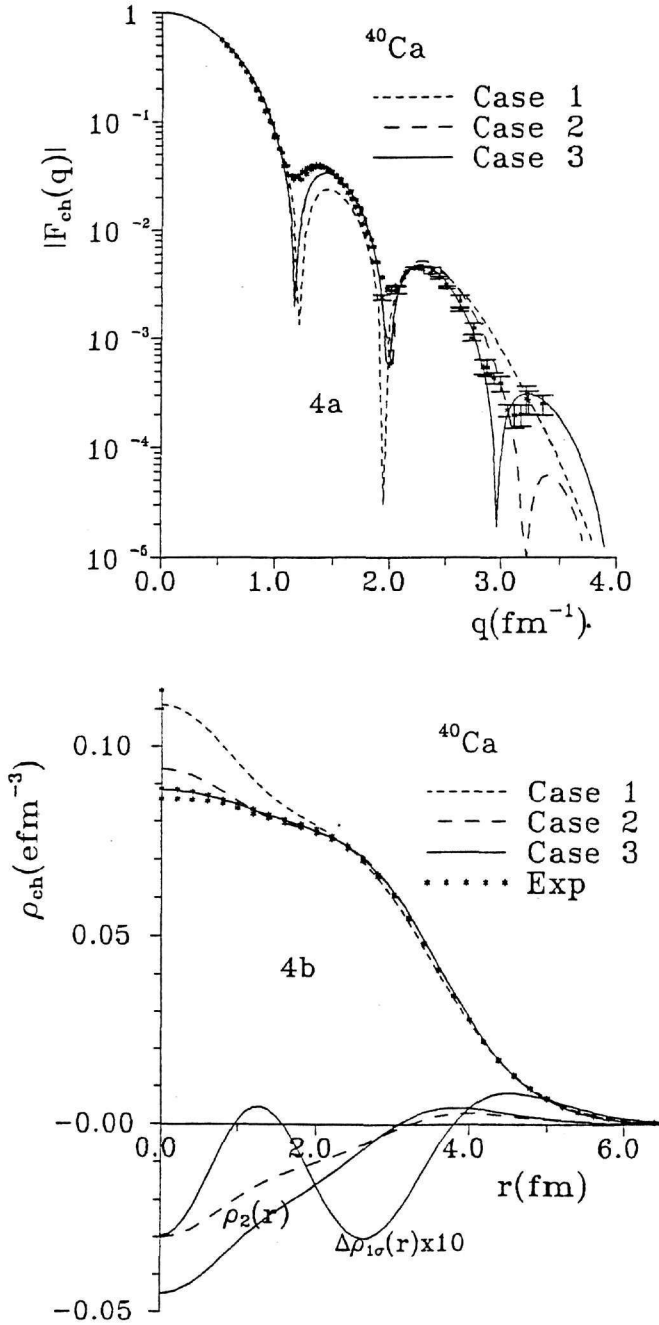 1
⁴⁰Ca
Case 1
Case 2
Case 3
10⁻¹
|F_ch(q)|
10⁻²
10⁻³
4a
10⁻⁴
10⁻⁵
0.0 1.0 2.0 3.0 4.0
q(fm⁻¹).
0.10
⁴⁰Ca
Case 1
Case 2
Case 3
Exp
ρ_ch(efm⁻³)
0.05
4b
-0.00
0.0 2.0 4.0 6.0
r(fm)
ρ₂(r)
Δρ₁σ(r)x10
-0.05